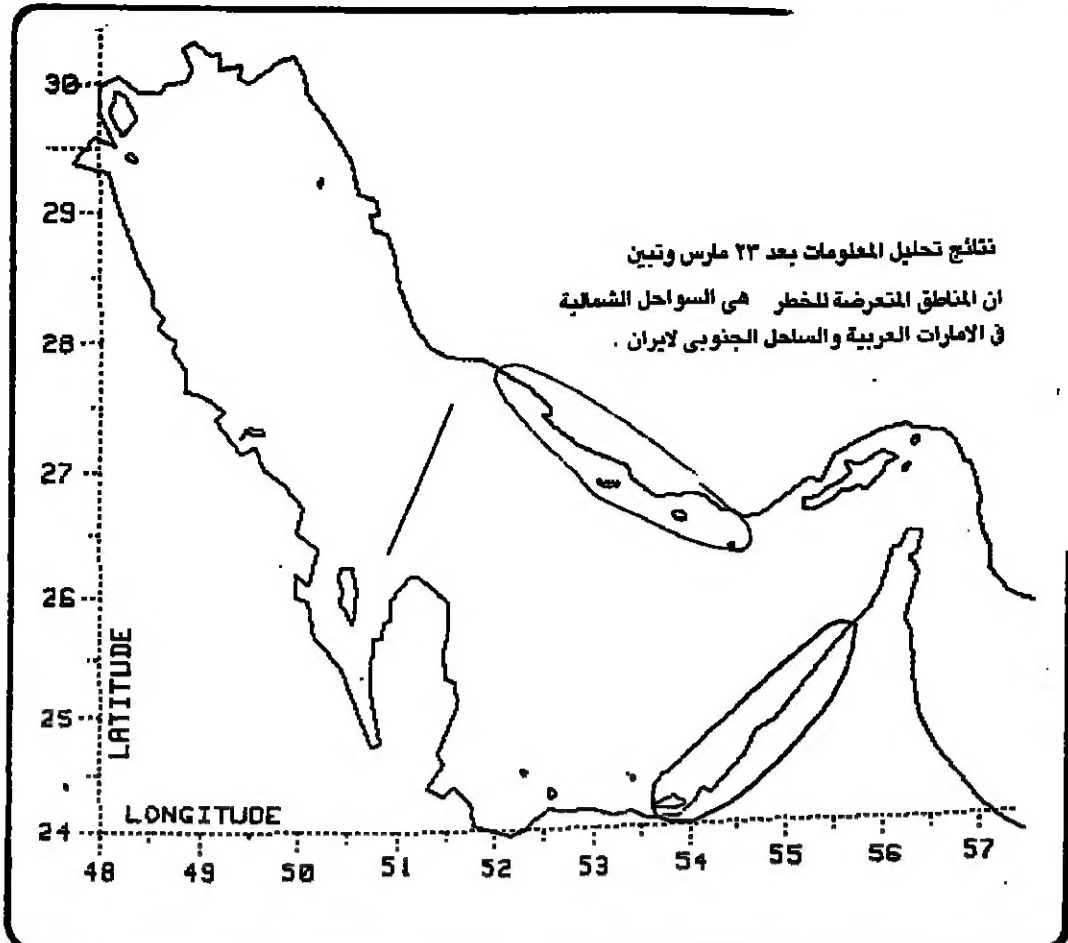 30
29
28
27
26
25
24
LATITUDE
نتائج تحليل المعلومات بعد ٢٣ مارس وتبين
ان المناطق المتعرضة للخطر هى السواحل الشمالية
فى الامارات العربية والساحل الجنوبى لايران .
LONGITUDE
48 49 50 51 52 53 54 55 56 57